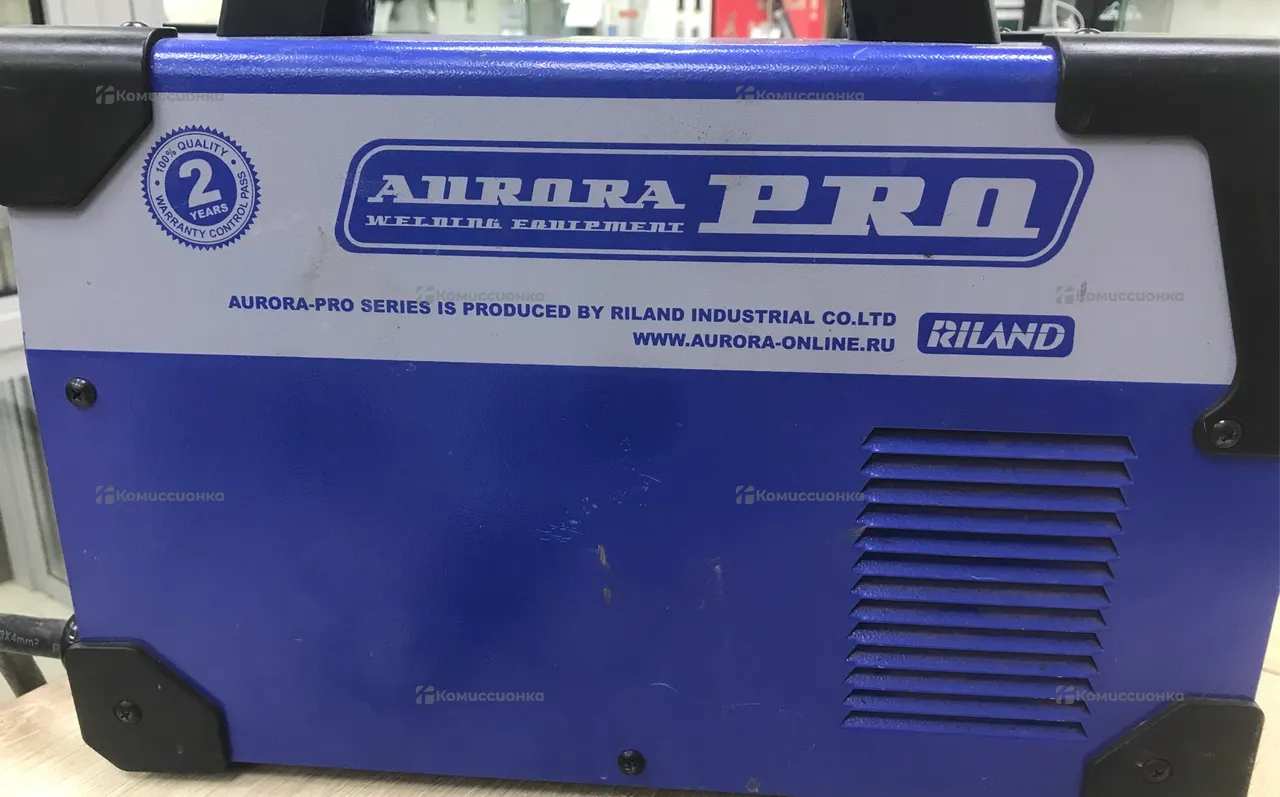 Комиссионка
Комиссионка
100% QUALITY
2
YEARS
WARRANTY CONTROL PASS
AURORA
WELDING EQUIPMENT
PRO
Комиссионка
Комиссионка
AURORA-PRO SERIES IS PRODUCED BY RILAND INDUSTRIAL CO.LTD
WWW.AURORA-ONLINE.RU
RILAND
Комиссионка
Комиссионка
3X4mm²
Комиссионка
Комиссионка